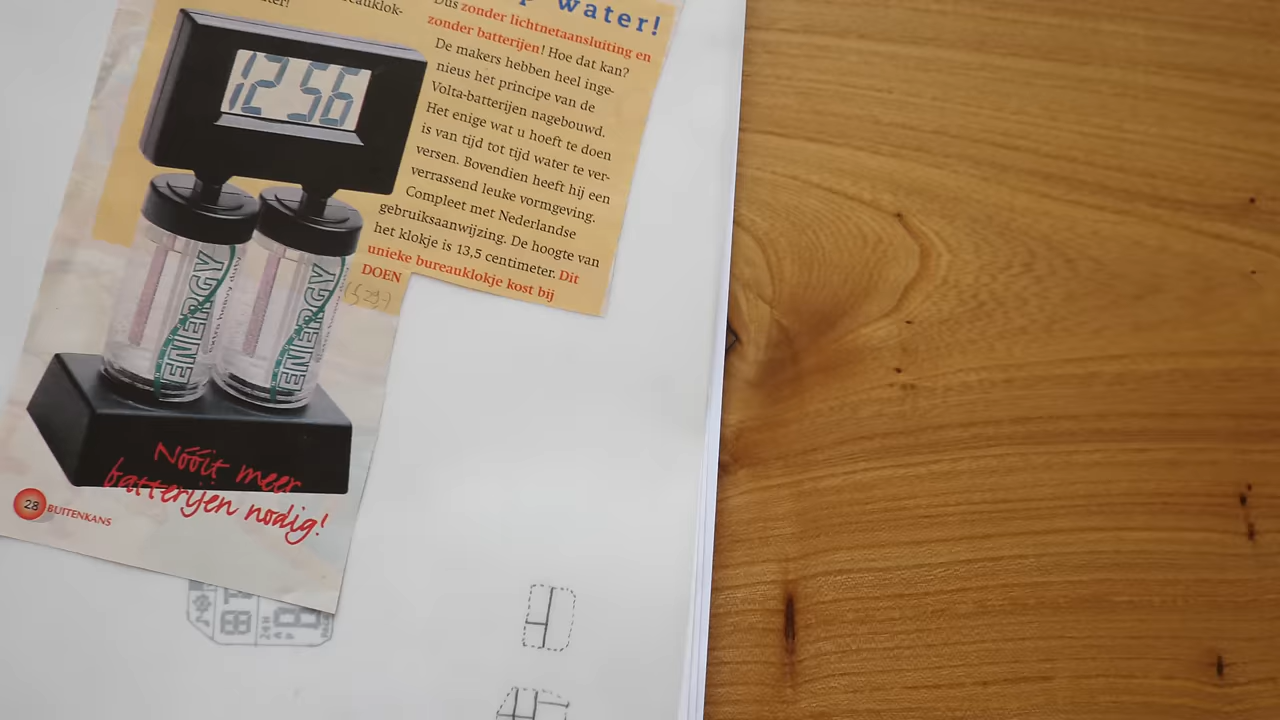 water!
Dus zonder lichtnetaansluiting en
zonder batterijen! Hoe dat kan?
De makers hebben heel inge-
nieus het principe van de
Volta-batterijen nagebouwd.
Het enige wat u hoeft te doen
is van tijd tot tijd water te ver-
versen. Bovendien heeft hij een
verrassend leuke vormgeving.
Compleet met Nederlandse
gebruiksaanwijzing. De hoogte van
het klokje is 13,5 centimeter. Dit
unieke bureauklokje kost bij
DOEN
12 56
ENERGY
ENERGY
Nóóit meer
batterijen nodig!
28 BUITENKANS
24H
A
P